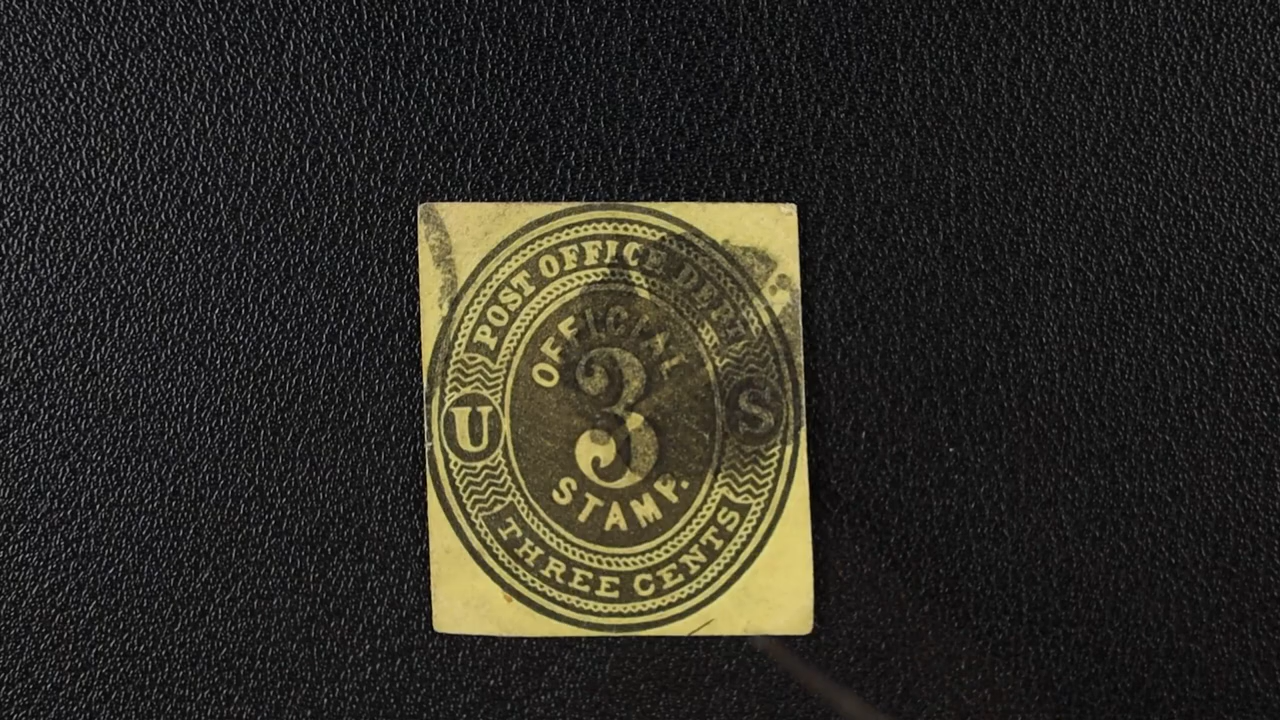 POST OFFICE DEPT
OFFICIAL
U 3 S
STAMP.
THREE CENTS